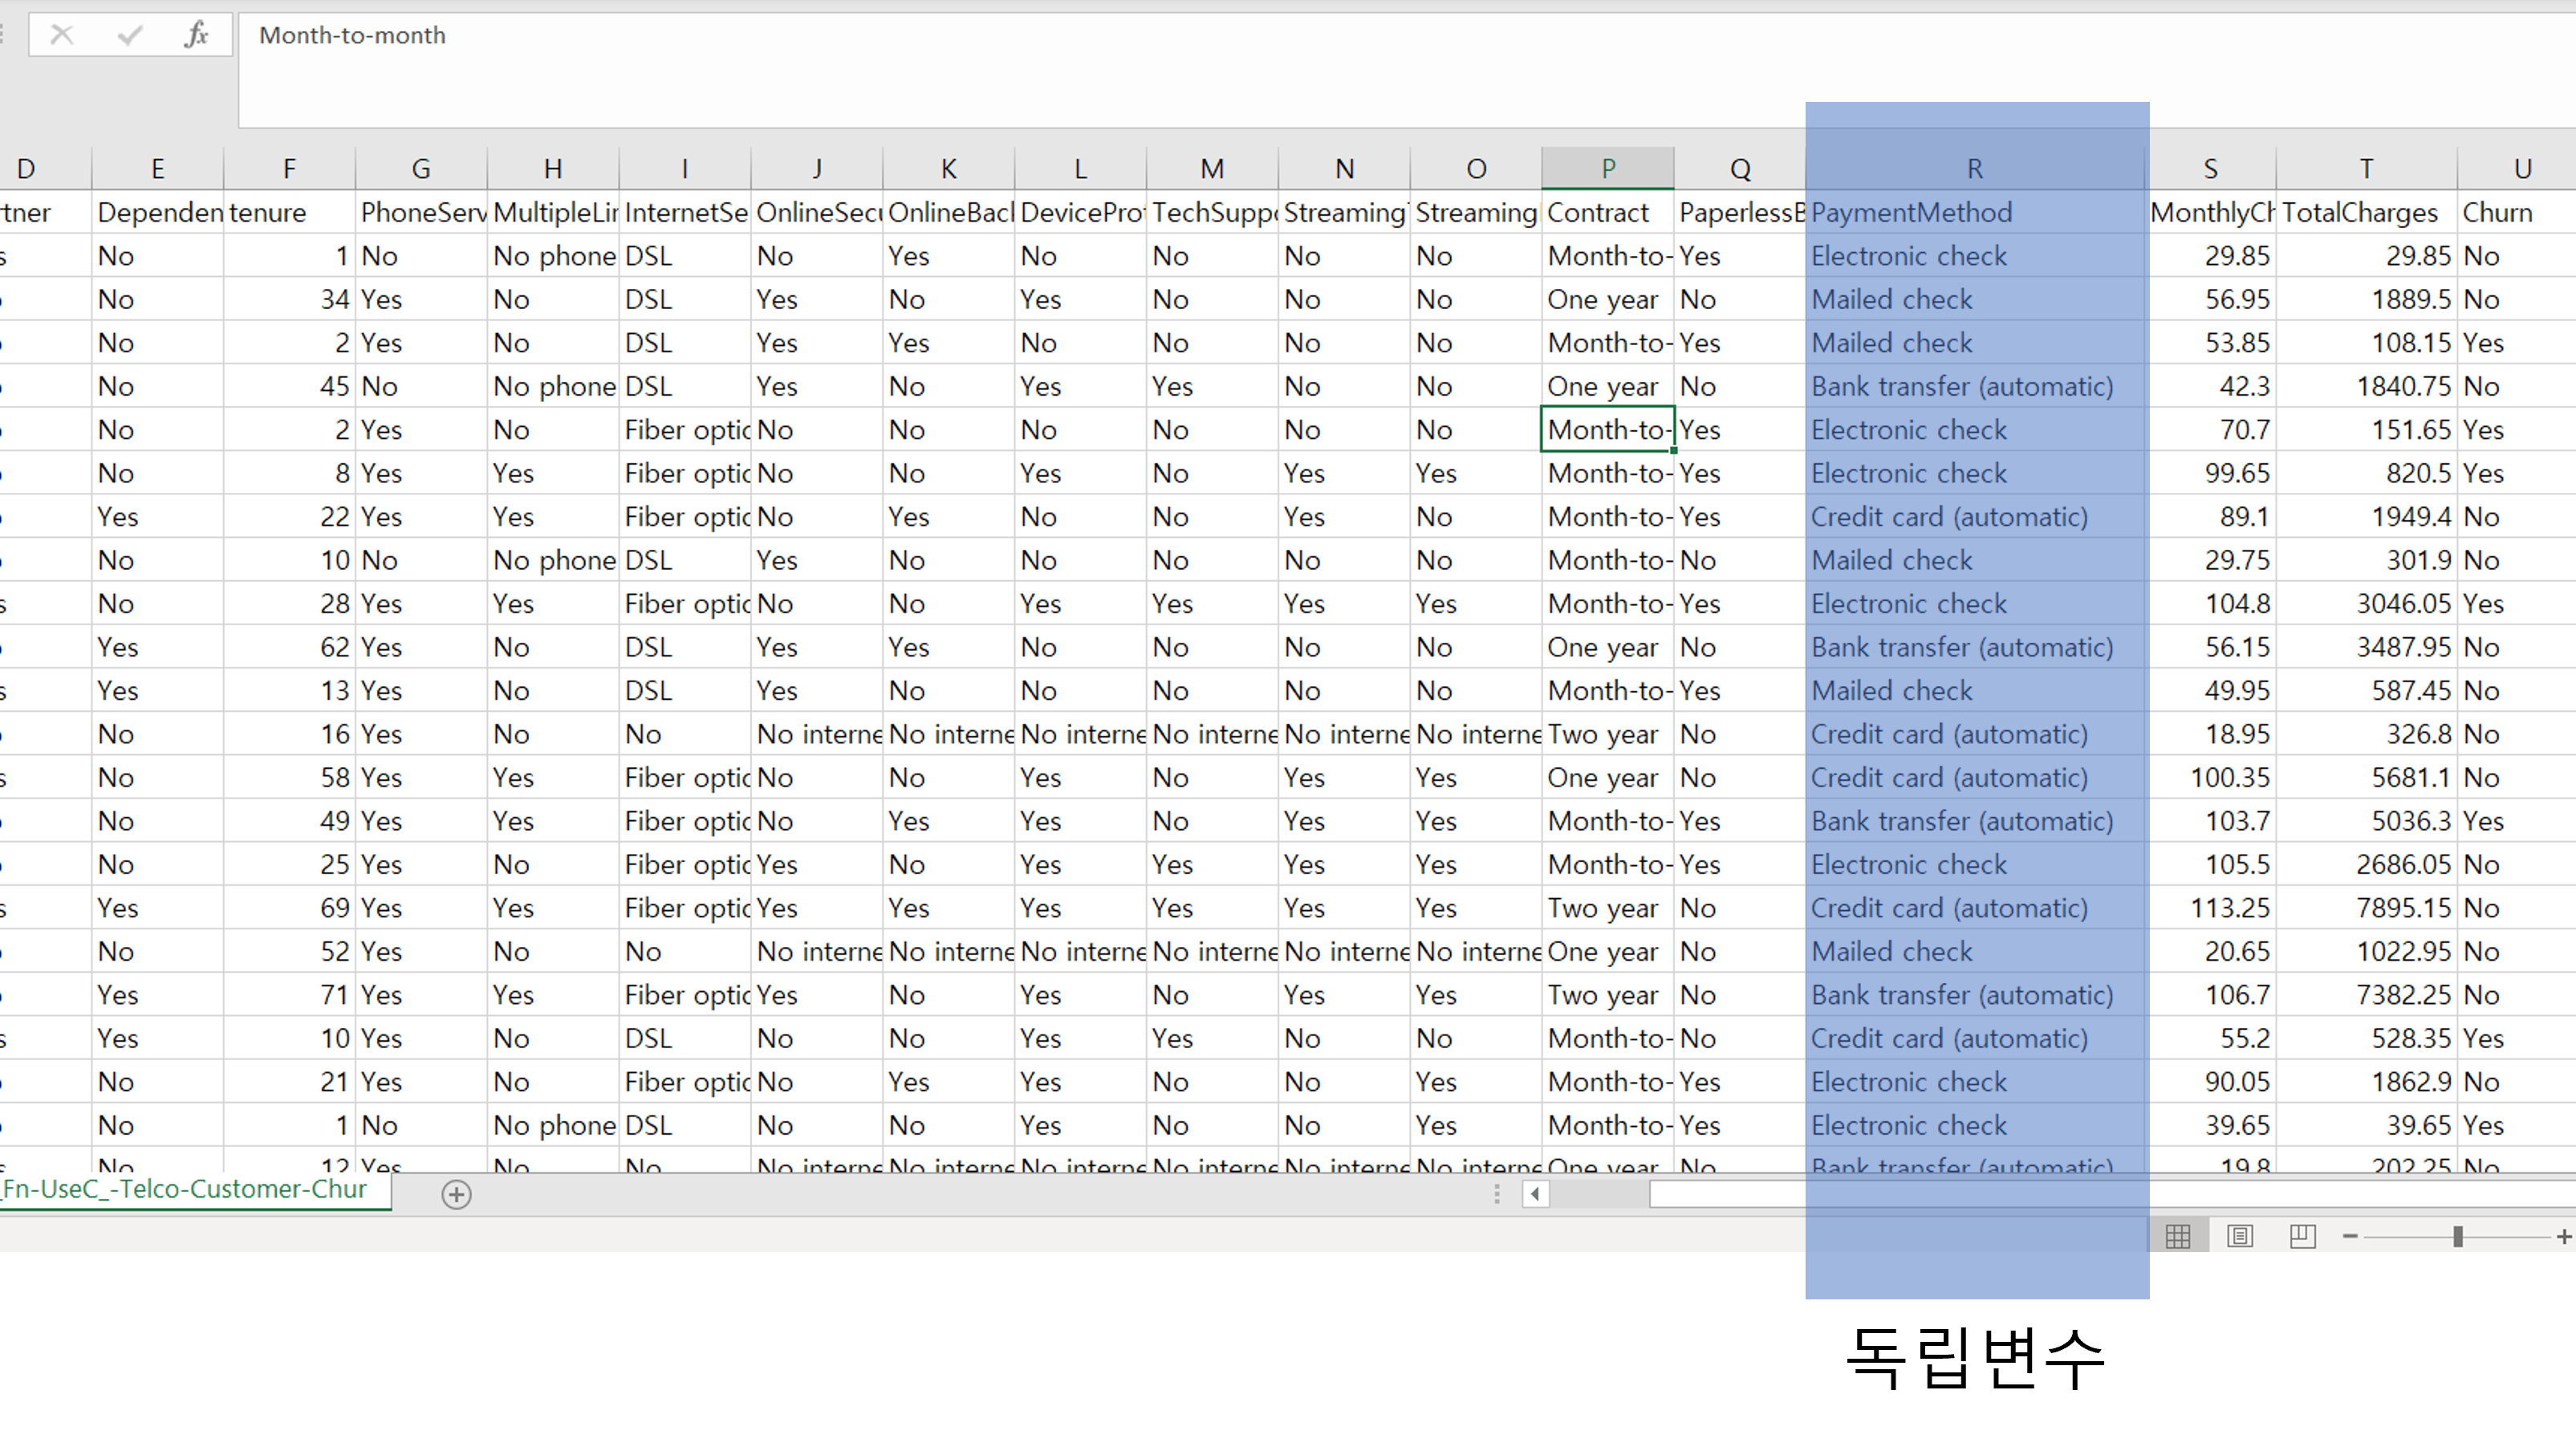 fx Month-to-month
D E F G H I J K L M N O P Q R S T U
tner Dependen tenure PhoneServ MultipleLin InternetSe OnlineSecu OnlineBack DeviceProt TechSuppo Streaming Streaming Contract PaperlessB PaymentMethod MonthlyCh TotalCharges Churn
s No 1 No No phone DSL No Yes No No No No Month-to- Yes Electronic check 29.85 29.85 No
No 34 Yes No DSL Yes No Yes No No No One year No Mailed check 56.95 1889.5 No
No 2 Yes No DSL Yes Yes No No No No Month-to- Yes Mailed check 53.85 108.15 Yes
No 45 No No phone DSL Yes No Yes Yes No No One year No Bank transfer (automatic) 42.3 1840.75 No
No 2 Yes No Fiber optic No No No No No No Month-to- Yes Electronic check 70.7 151.65 Yes
No 8 Yes Yes Fiber optic No No Yes No Yes Yes Month-to- Yes Electronic check 99.65 820.5 Yes
Yes 22 Yes Yes Fiber optic No Yes No No Yes No Month-to- Yes Credit card (automatic) 89.1 1949.4 No
No 10 No No phone DSL Yes No No No No No Month-to- No Mailed check 29.75 301.9 No
s No 28 Yes Yes Fiber optic No No Yes Yes Yes Yes Month-to- Yes Electronic check 104.8 3046.05 Yes
Yes 62 Yes No DSL Yes Yes No No No No One year No Bank transfer (automatic) 56.15 3487.95 No
s Yes 13 Yes No DSL Yes No No No No No Month-to- Yes Mailed check 49.95 587.45 No
No 16 Yes No No No interne No interne No interne No interne No interne No interne Two year No Credit card (automatic) 18.95 326.8 No
s No 58 Yes Yes Fiber optic No No Yes No Yes Yes One year No Credit card (automatic) 100.35 5681.1 No
No 49 Yes Yes Fiber optic No Yes Yes No Yes Yes Month-to- Yes Bank transfer (automatic) 103.7 5036.3 Yes
No 25 Yes No Fiber optic Yes No Yes Yes Yes Yes Month-to- Yes Electronic check 105.5 2686.05 No
s Yes 69 Yes Yes Fiber optic Yes Yes Yes Yes Yes Yes Two year No Credit card (automatic) 113.25 7895.15 No
No 52 Yes No No No interne No interne No interne No interne No interne No interne One year No Mailed check 20.65 1022.95 No
Yes 71 Yes Yes Fiber optic Yes No Yes No Yes Yes Two year No Bank transfer (automatic) 106.7 7382.25 No
s Yes 10 Yes No DSL No No Yes Yes No No Month-to- No Credit card (automatic) 55.2 528.35 Yes
No 21 Yes No Fiber optic No Yes Yes No No Yes Month-to- Yes Electronic check 90.05 1862.9 No
No 1 No No phone DSL No No Yes No No Yes Month-to- Yes Electronic check 39.65 39.65 Yes
s No 12 Yes No No No interne No interne No interne No interne No interne No interne One year No Bank transfer (automatic) 19.8 202.25 No
_Fn-UseC_-Telco-Customer-Chur
독립변수